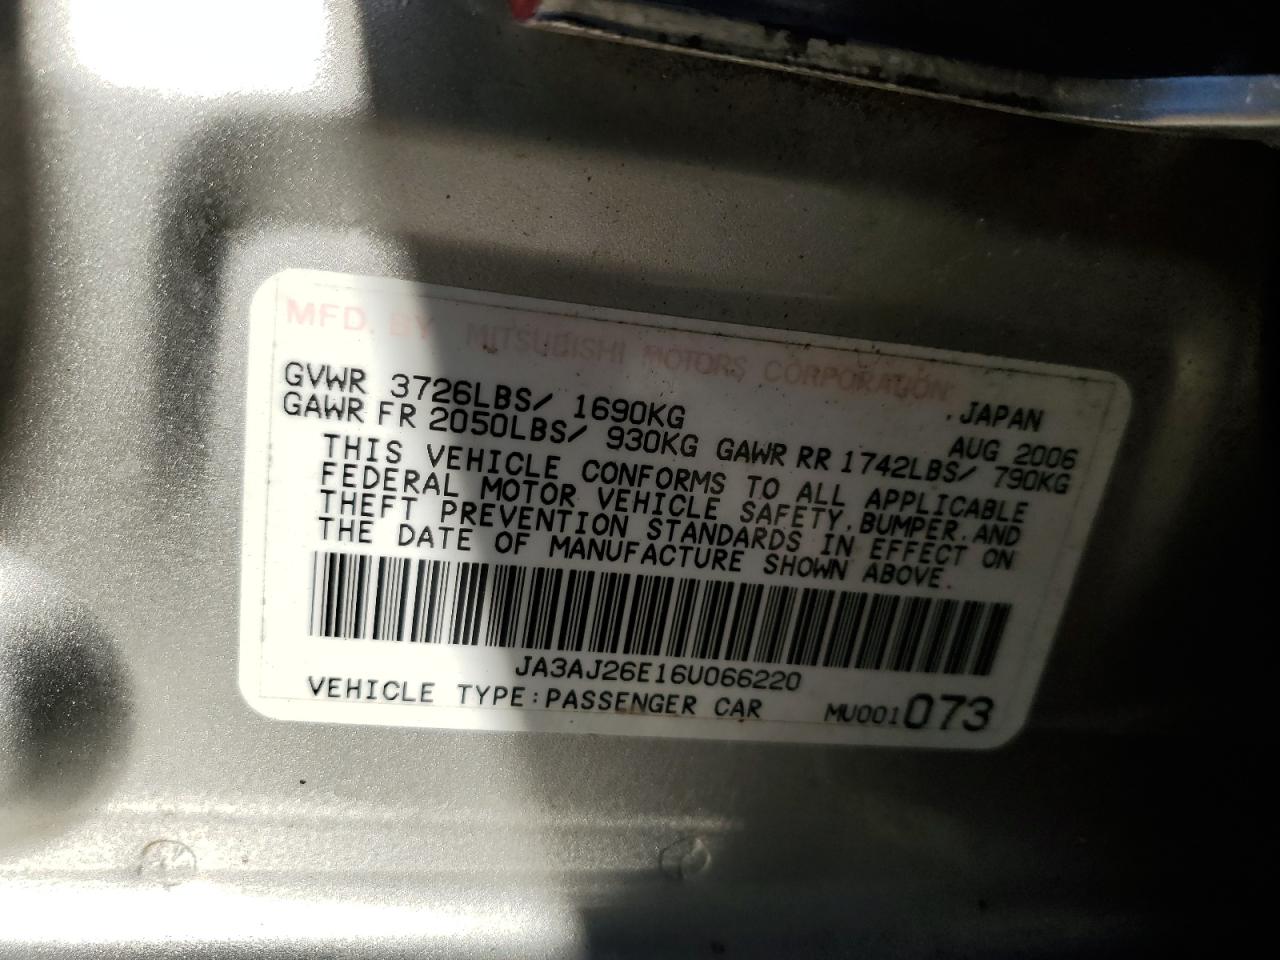 MFD. BY MITSUBISHI MOTORS CORPORATION. JAPAN
GVWR 3726LBS/ 1690KG AUG 2006
GAWR FR 2050LBS/ 930KG GAWR RR 1742LBS/ 790KG
THIS VEHICLE CONFORMS TO ALL APPLICABLE
FEDERAL MOTOR VEHICLE SAFETY, BUMPER, AND
THEFT PREVENTION STANDARDS IN EFFECT ON
THE DATE OF MANUFACTURE SHOWN ABOVE.
JA3AJ26E16U066220
VEHICLE TYPE:PASSENGER CAR MU001073